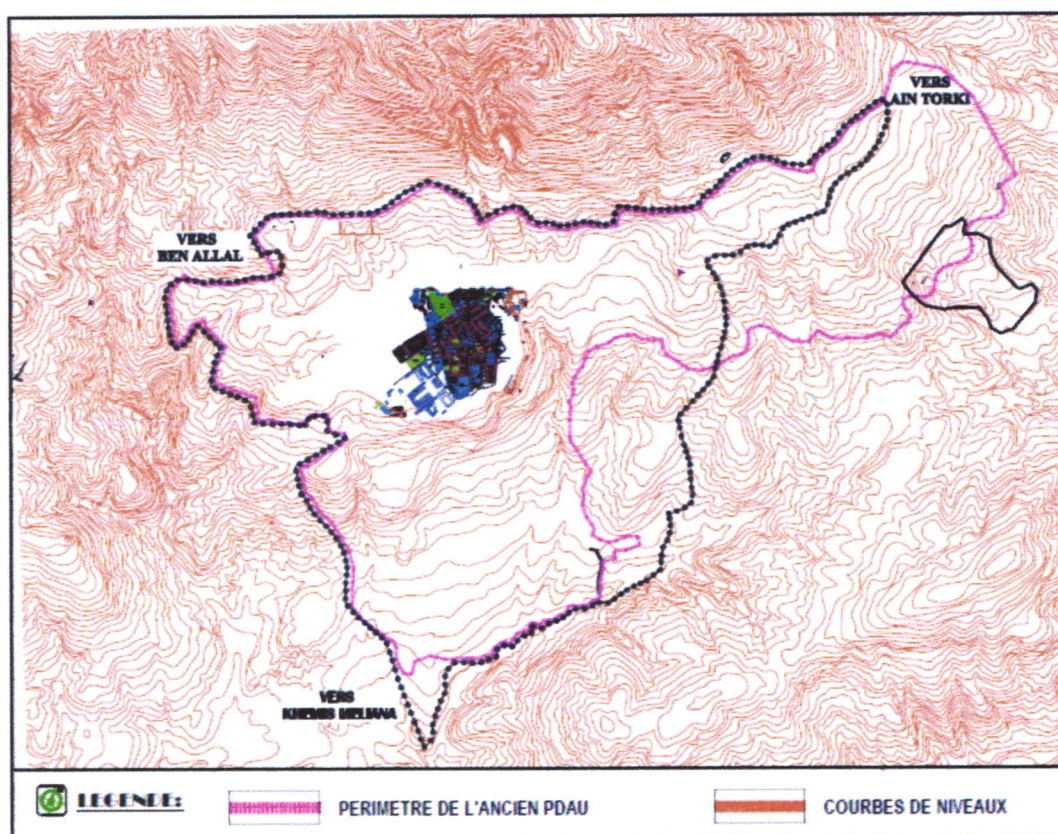 VERS
AIN TORKI
VERS
BEN ALLAL
VERS
KHEMIS MELIANA
LEGENDE:
PERIMETRE DE L'ANCIEN PDAU
COURBES DE NIVEAUX